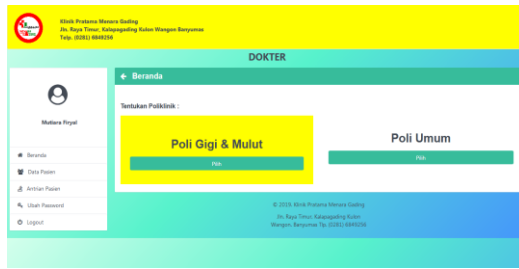 Klinik Pratama Menara Gading
Jln. Raya Timur, Kalapagading Kulon Wangon Banyumas
Telp. (0281) 6849256
DOKTER
Beranda
Mutiara Firyal
Tentukan Poliklinik :
Poli Gigi & Mulut
Pilih
Poli Umum
Pilih
Beranda
Data Pasien
Antrian Pasien
Ubah Password
Logout
© 2019. Klinik Pratama Menara Gading
Jln. Raya Timur, Kalapagading Kulon
Wangon, Banyumas Tlp. (0281) 6849256